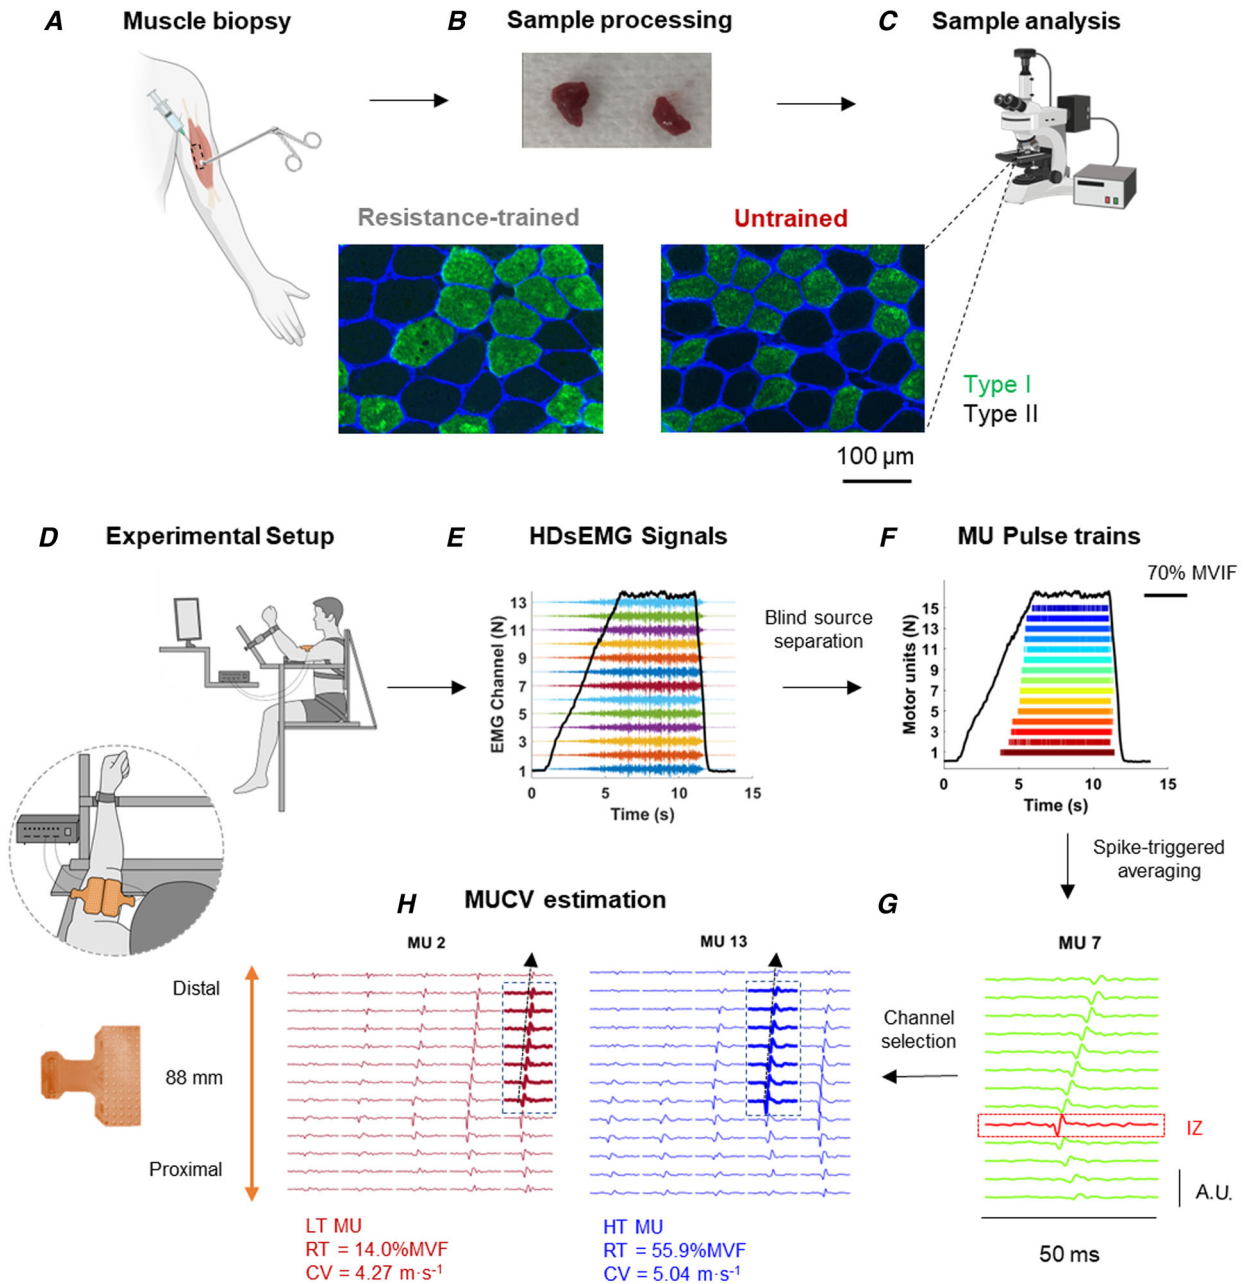 A Muscle biopsy
B Sample processing
C Sample analysis
Resistance-trained
Untrained
Type I
Type II
100 µm
D Experimental Setup
E HDsEMG Signals
F MU Pulse trains
70% MVIF
EMG Channel (N)
13
11
9
7
5
3
1
0 5 10 15
Time (s)
Blind source
separation
Motor units (N)
15
13
11
9
7
5
3
1
0 5 10 15
Time (s)
Spike-triggered
averaging
G
MU 7
IZ
A.U.
50 ms
Channel
selection
H MUCV estimation
MU 2
MU 13
Distal
88 mm
Proximal
LT MU
RT = 14.0%MVF
CV = 4.27 m·s⁻¹
HT MU
RT = 55.9%MVF
CV = 5.04 m·s⁻¹